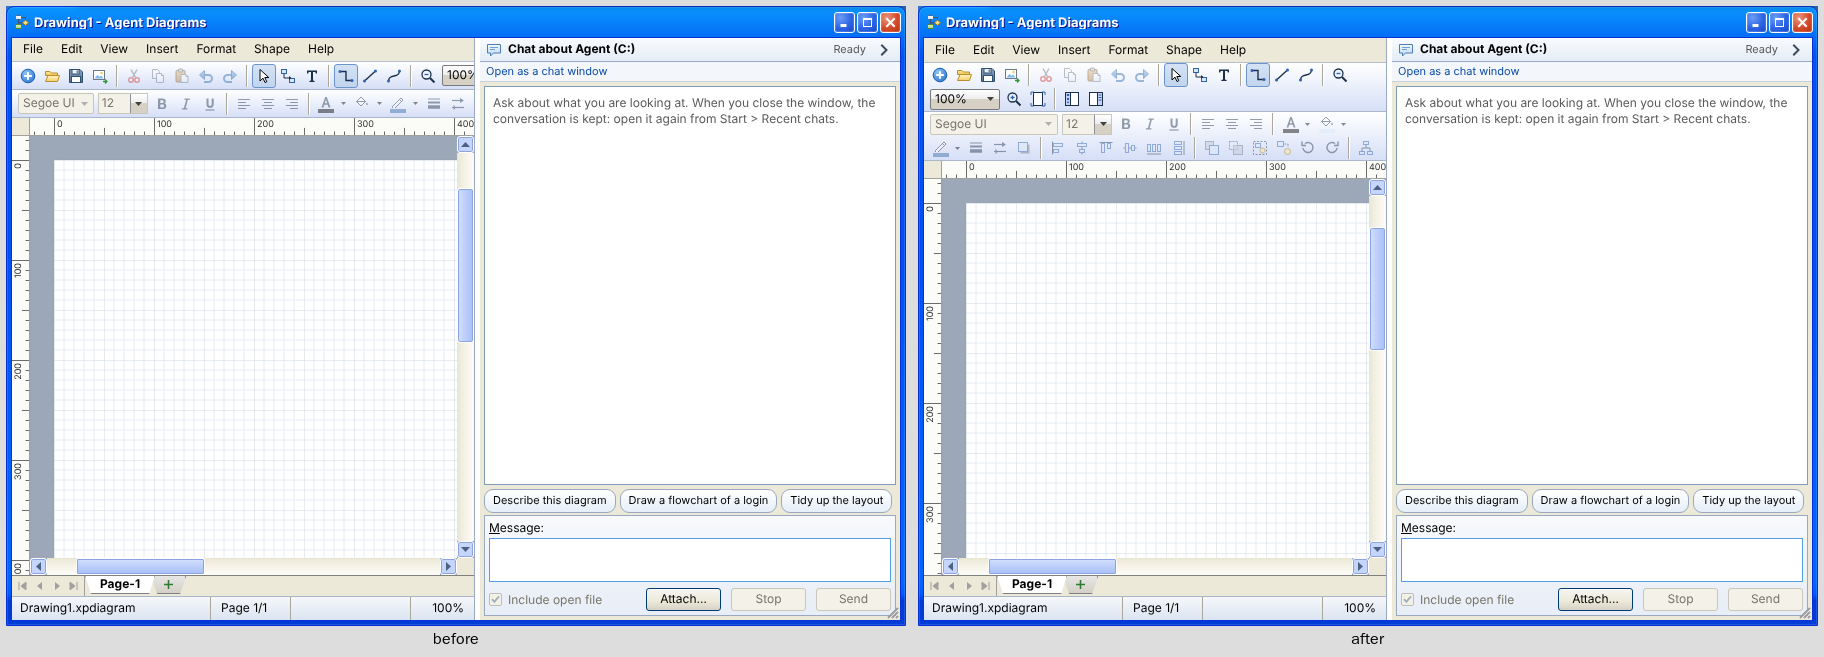 Drawing1 - Agent Diagrams
File Edit View Insert Format Shape Help
100%
Segoe UI 12 B I U A
0 100 200 300 400
0
100
200
300
Page-1
Drawing1.xpdiagram Page 1/1 100%
Chat about Agent (C:) Ready
Open as a chat window
Ask about what you are looking at. When you close the window, the
conversation is kept: open it again from Start > Recent chats.
Describe this diagram Draw a flowchart of a login Tidy up the layout
Message:
Include open file Attach... Stop Send
before
Drawing1 - Agent Diagrams
File Edit View Insert Format Shape Help
T
100%
Segoe UI 12 B I U A
0 100 200 300 400
0
100
200
300
Page-1
Drawing1.xpdiagram Page 1/1 100%
Chat about Agent (C:) Ready
Open as a chat window
Ask about what you are looking at. When you close the window, the
conversation is kept: open it again from Start > Recent chats.
Describe this diagram Draw a flowchart of a login Tidy up the layout
Message:
Include open file Attach... Stop Send
after